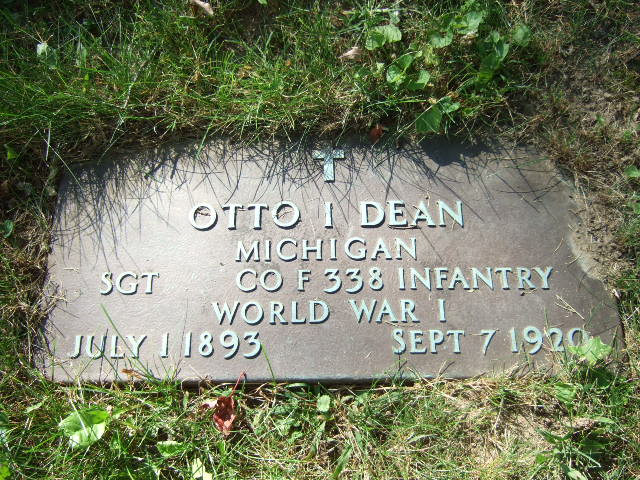 OTTO I DEAN
MICHIGAN
SGT CO F 338 INFANTRY
WORLD WAR I
JULY 1 1893 SEPT 7 1920